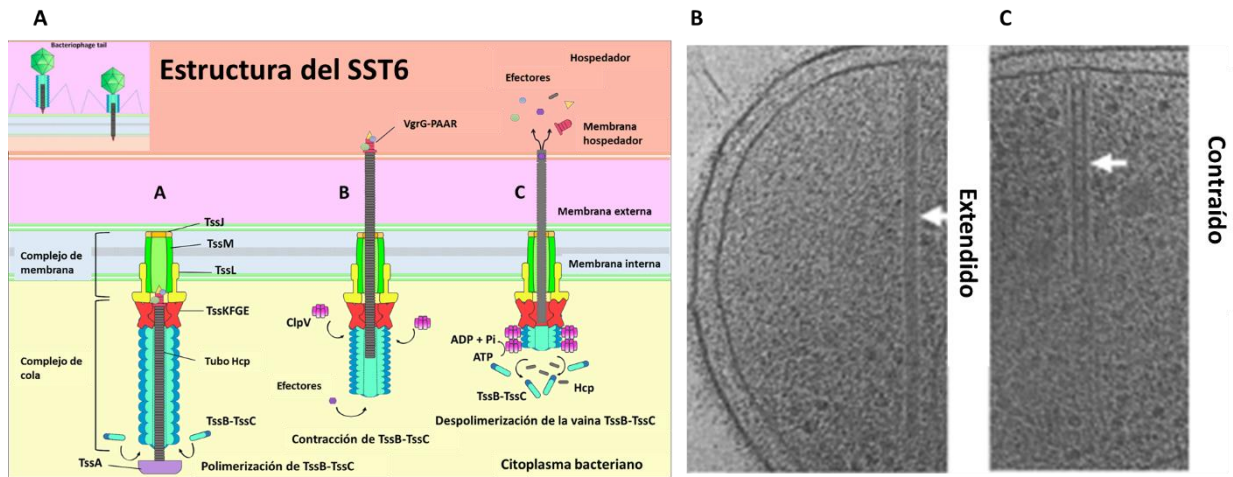 A
B
C
Bacteriophage tail
Estructura del SST6
Hospedador
Efectores
VgrG-PAAR
Membrana
hospedador
A
B
C
TssJ
Membrana externa
TssM
Complejo de
membrana
Membrana interna
TssL
TssKFGE
ClpV
ADP + Pi
ATP
Tubo Hcp
Complejo de
cola
Efectores
Hcp
TssB-TssC
TssB-TssC
Contracción de TssB-TssC
Despolimerización de la vaina TssB-TssC
TssA
Polimerización de TssB-TssC
Citoplasma bacteriano
Extendido
Contraído